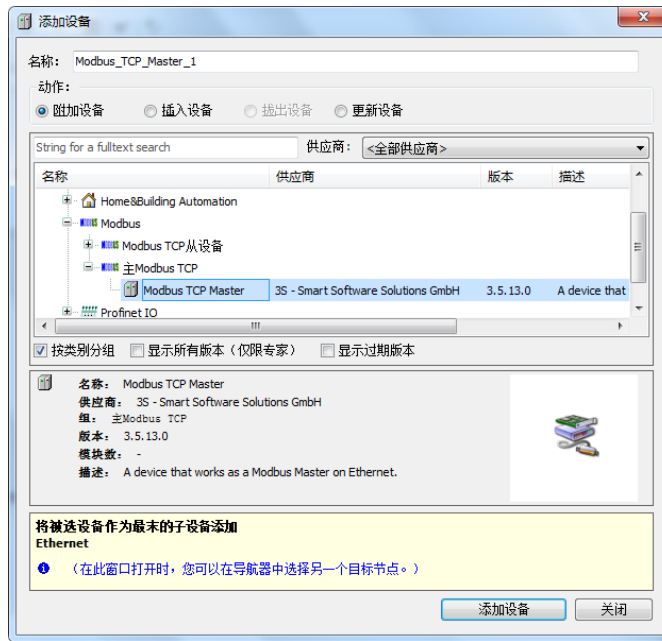 添加设备
名称： Modbus_TCP_Master_1
动作：
附加设备 插入设备 拔出设备 更新设备
String for a fulltext search 供应商： <全部供应商>
名称 供应商 版本 描述
Home&Building Automation
Modbus
Modbus TCP从设备
主Modbus TCP
Modbus TCP Master 3S - Smart Software Solutions GmbH 3.5.13.0 A device that
Profinet IO
按类别分组 显示所有版本（仅限专家） 显示过期版本
名称： Modbus TCP Master
供应商： 3S - Smart Software Solutions GmbH
组： 主Modbus TCP
版本： 3.5.13.0
模块数： -
描述： A device that works as a Modbus Master on Ethernet.
将被选设备作为最末的子设备添加
Ethernet
（在此窗口打开时，您可以在导航器中选择另一个目标节点。）
添加设备 关闭